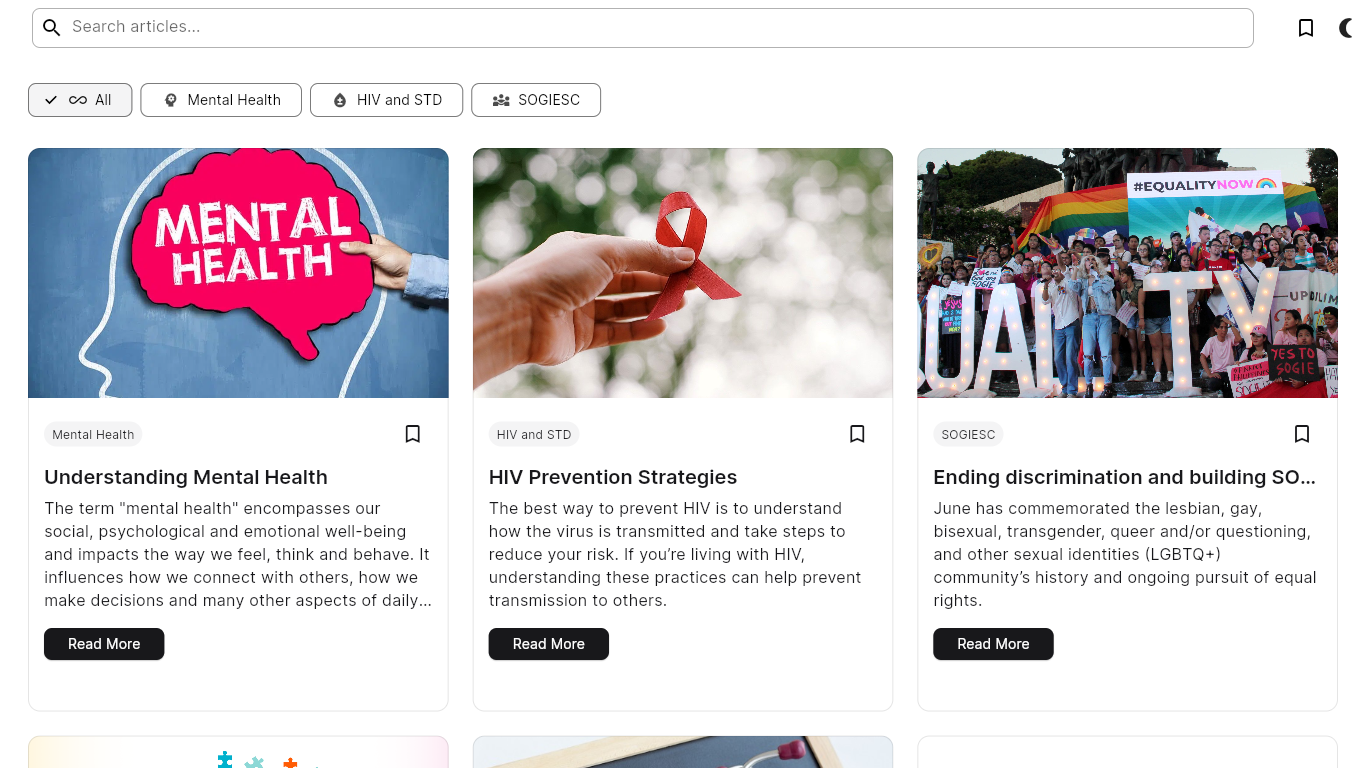 Search articles...
All
Mental Health
HIV and STD
SOGIESC
MENTAL
HEALTH
#EQUALITYNOW
UALITY
YES TO
SOGIE
Mental Health
HIV and STD
SOGIESC
Understanding Mental Health
HIV Prevention Strategies
Ending discrimination and building SO...
The term "mental health" encompasses our
social, psychological and emotional well-being
and impacts the way we feel, think and behave. It
influences how we connect with others, how we
make decisions and many other aspects of daily...
The best way to prevent HIV is to understand
how the virus is transmitted and take steps to
reduce your risk. If you’re living with HIV,
understanding these practices can help prevent
transmission to others.
June has commemorated the lesbian, gay,
bisexual, transgender, queer and/or questioning,
and other sexual identities (LGBTQ+)
community’s history and ongoing pursuit of equal
rights.
Read More
Read More
Read More